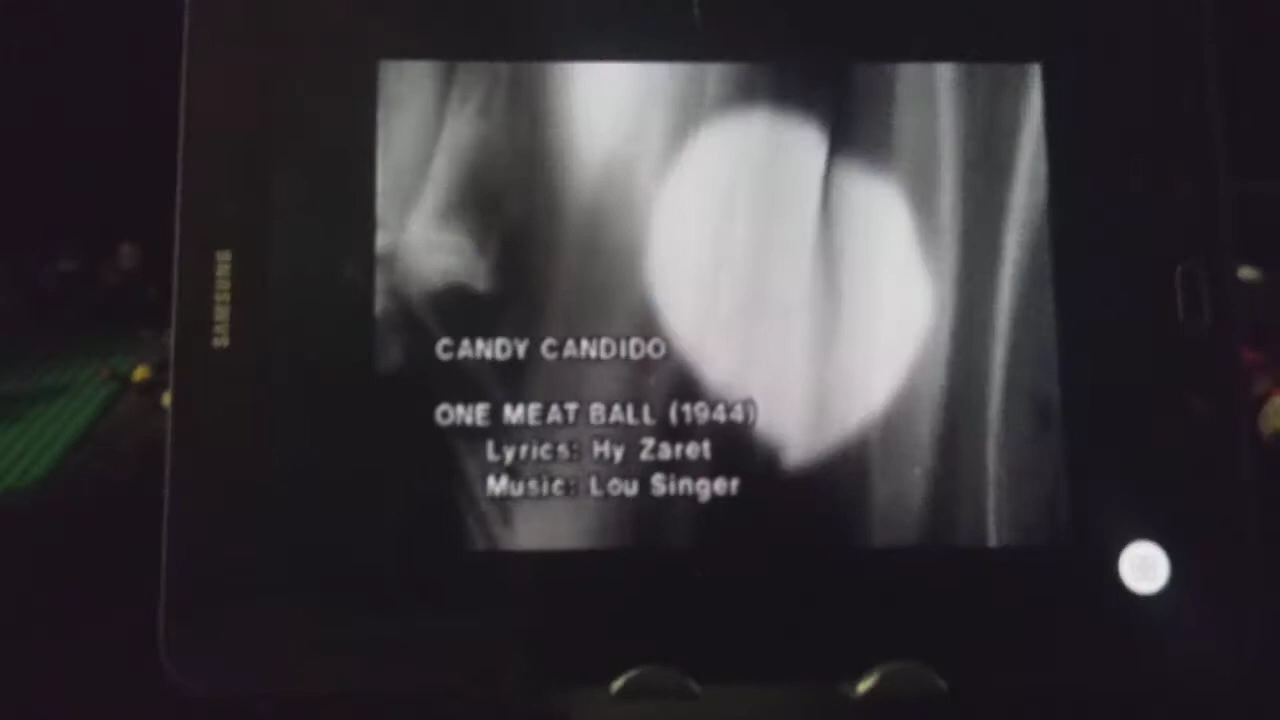 SAMSUNG
CANDY CANDIDO
ONE MEAT BALL (1944)
Lyrics: Hy Zaret
Music: Lou Singer